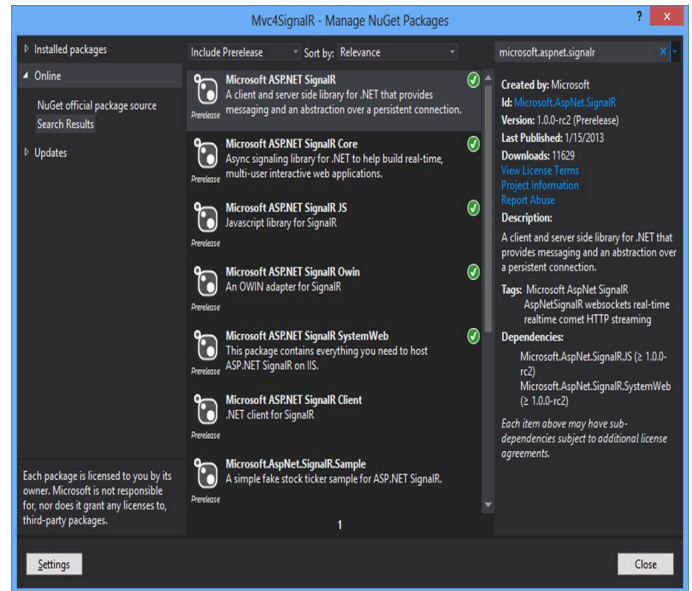 Mvc4SignalR - Manage NuGet Packages
?
x
Installed packages
Online
NuGet official package source
Search Results
Updates
Each package is licensed to you by its
owner. Microsoft is not responsible
for, nor does it grant any licenses to,
third-party packages.
Settings
Include Prerelease
Sort by: Relevance
Microsoft ASP.NET SignalR
A client and server side library for .NET that provides
messaging and an abstraction over a persistent connection.
Prerelease
Microsoft ASP.NET SignalR Core
Async signaling library for .NET to help build real-time,
multi-user interactive web applications.
Prerelease
Microsoft ASP.NET SignalR JS
Javascript library for SignalR
Prerelease
Microsoft ASP.NET SignalR Owin
An OWIN adapter for SignalR
Prerelease
Microsoft ASP.NET SignalR SystemWeb
This package contains everything you need to host
ASP.NET SignalR on IIS.
Prerelease
Microsoft ASP.NET SignalR Client
.NET client for SignalR
Prerelease
Microsoft.AspNet.SignalR.Sample
A simple fake stock ticker sample for ASP.NET SignalR.
Prerelease
1
microsoft.aspnet.signalr
x
Created by: Microsoft
Id: Microsoft.AspNet.SignalR
Version: 1.0.0-rc2 (Prerelease)
Last Published: 1/15/2013
Downloads: 11629
View License Terms
Project Information
Report Abuse
Description:
A client and server side library for .NET that
provides messaging and an abstraction over
a persistent connection.
Tags: Microsoft AspNet SignalR
AspNetSignalR websockets real-time
realtime comet HTTP streaming
Dependencies:
Microsoft.AspNet.SignalR.JS (≥ 1.0.0-
rc2)
Microsoft.AspNet.SignalR.SystemWeb
(≥ 1.0.0-rc2)
Each item above may have sub-
dependencies subject to additional license
agreements.
Close